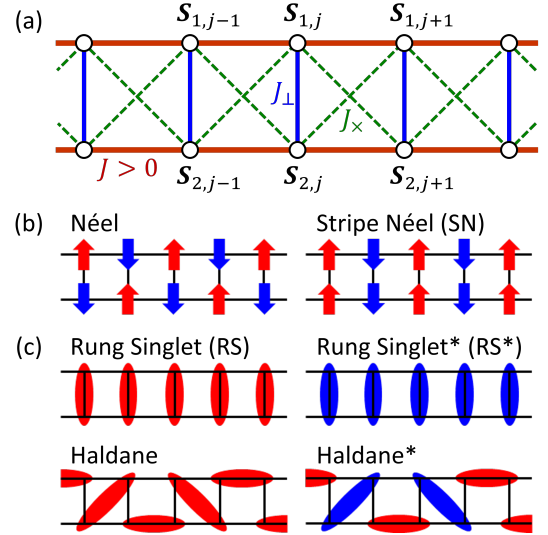 (a)
S1,j−1 S1,j S1,j+1
J⊥
J×
J > 0
S2,j−1 S2,j S2,j+1
(b) Néel Stripe Néel (SN)
(c) Rung Singlet (RS) Rung Singlet* (RS*)
Haldane Haldane*